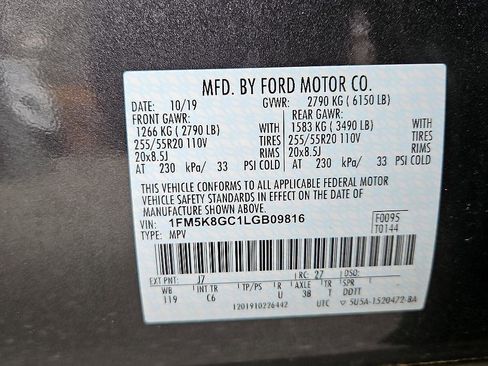 MFD. BY FORD MOTOR CO.
DATE: 10/19 GVWR: 2790 KG ( 6150 LB)
FRONT GAWR: REAR GAWR:
1266 KG ( 2790 LB) WITH 1583 KG ( 3490 LB) WITH
255/55R20 110V TIRES 255/55R20 110V TIRES
20x8.5J RIMS 20x8.5J RIMS
AT 230 kPa/ 33 PSI COLD AT 230 kPa/ 33 PSI COLD
THIS VEHICLE CONFORMS TO ALL APPLICABLE FEDERAL MOTOR
VEHICLE SAFETY STANDARDS IN EFFECT ON THE DATE OF
MANUFACTURE SHOWN ABOVE.
VIN: 1FM5K8GC1LGB09816 F0095
TYPE: MPV T0144
EXT PNT: J7 RC: 27 DSO:
WB INT TR TP/PS R AXLE TR SPR
119 C6 U 38 T DDTT
1201910226442 UTC 5U5A-1520472-BA